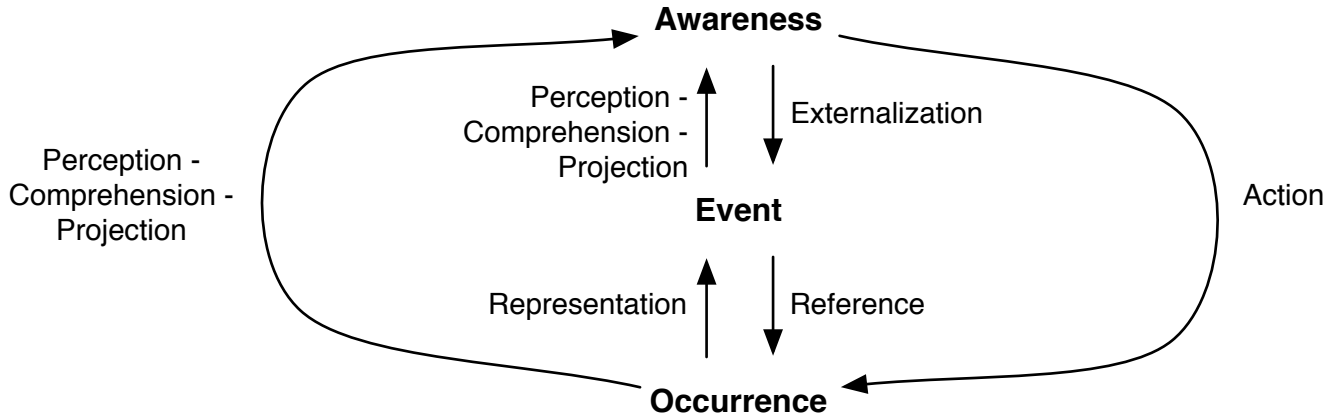 Awareness
Perception -
Comprehension -
Projection
Externalization
Perception -
Comprehension -
Projection
Action
Event
Representation
Reference
Occurrence